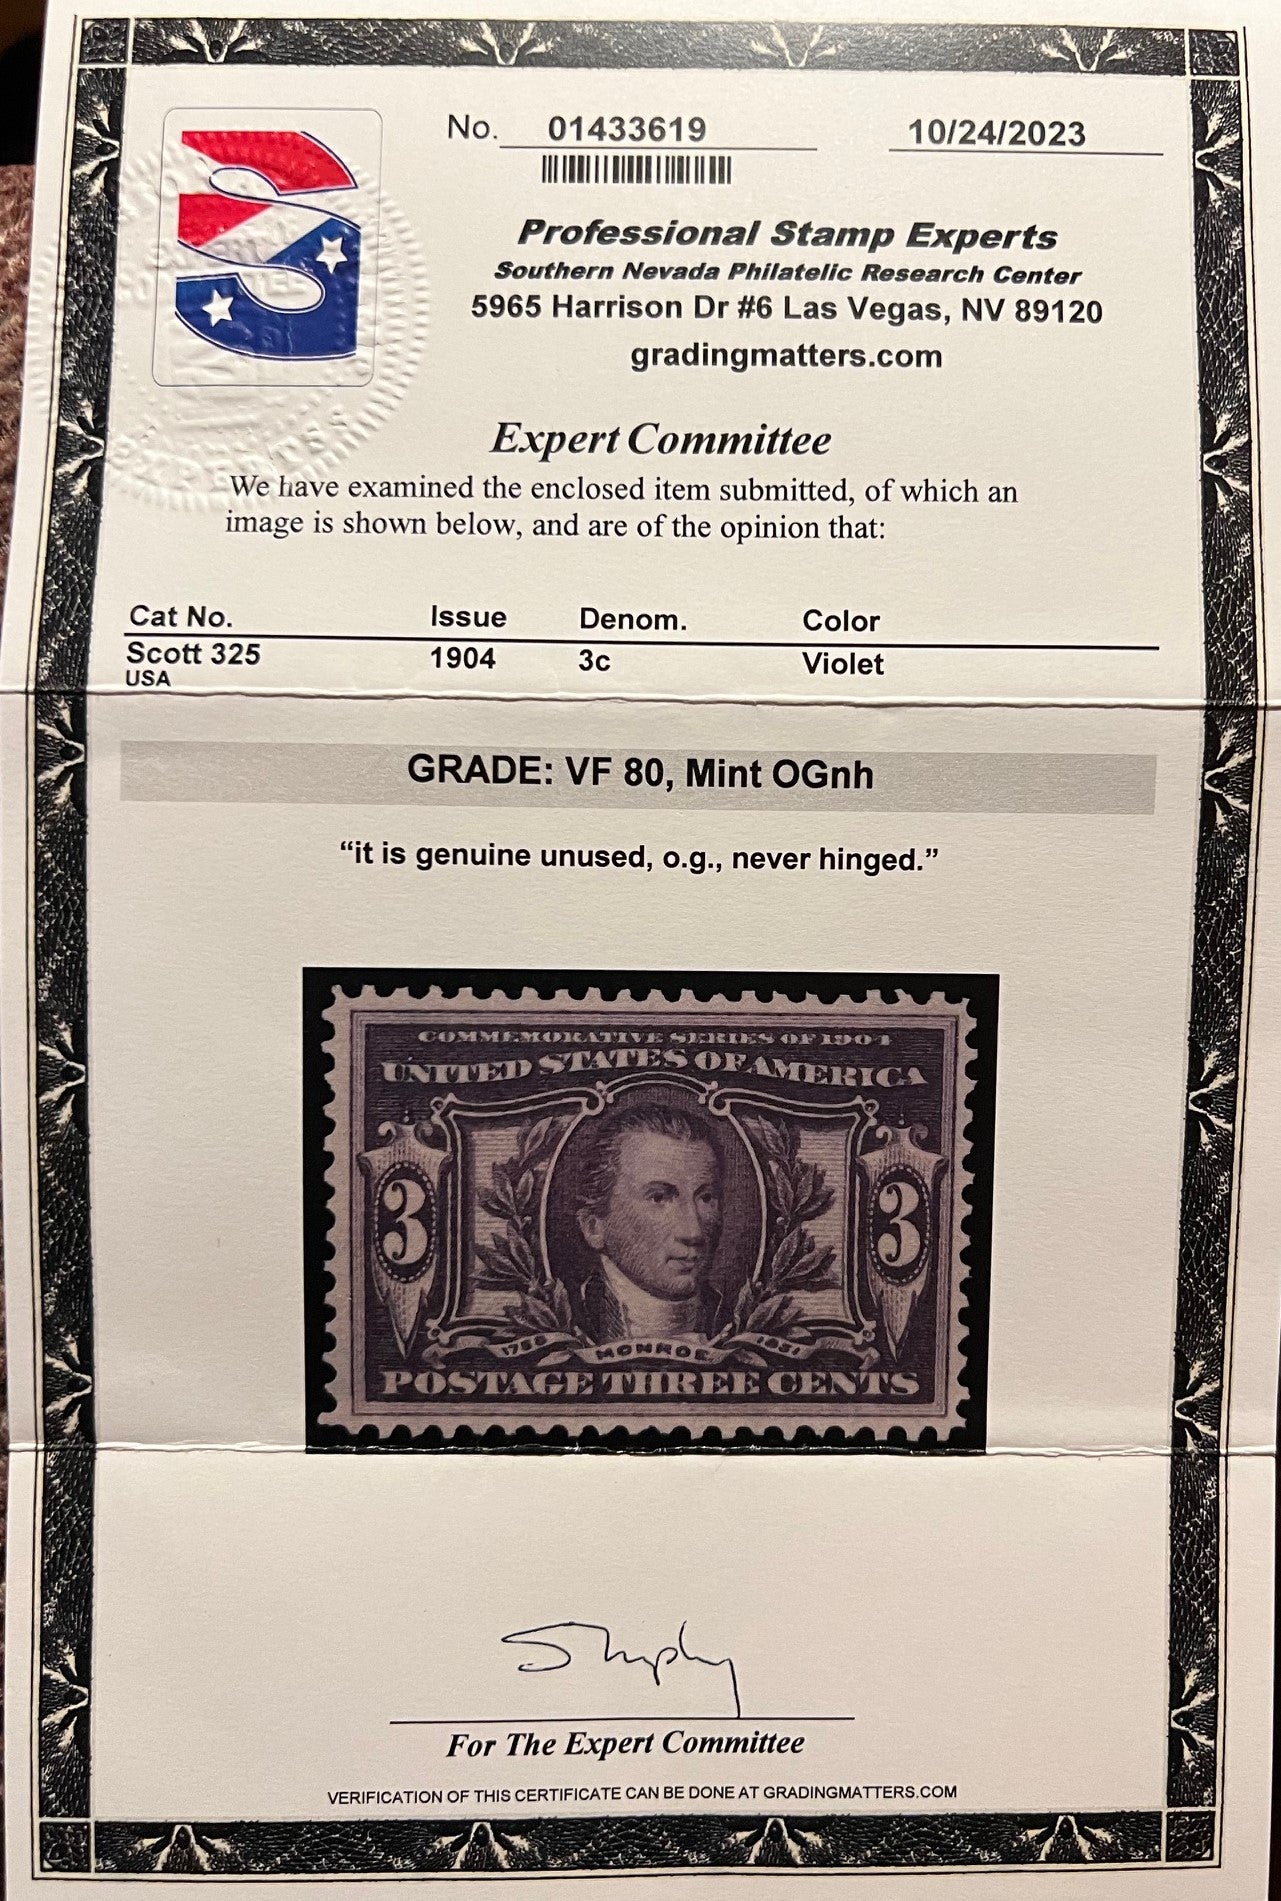 No. 01433619 10/24/2023
Professional Stamp Experts
Southern Nevada Philatelic Research Center
5965 Harrison Dr #6 Las Vegas, NV 89120
gradingmatters.com
Expert Committee
We have examined the enclosed item submitted, of which an
image is shown below, and are of the opinion that:
Cat No. Issue Denom. Color
Scott 325 1904 3c Violet
USA
GRADE: VF 80, Mint OGnh
“it is genuine unused, o.g., never hinged.”
COMMEMORATIVE SERIES OF 1904
UNITED STATES OF AMERICA
3 3
1758 MONROE 1831
POSTAGE THREE CENTS
For The Expert Committee
VERIFICATION OF THIS CERTIFICATE CAN BE DONE AT GRADINGMATTERS.COM